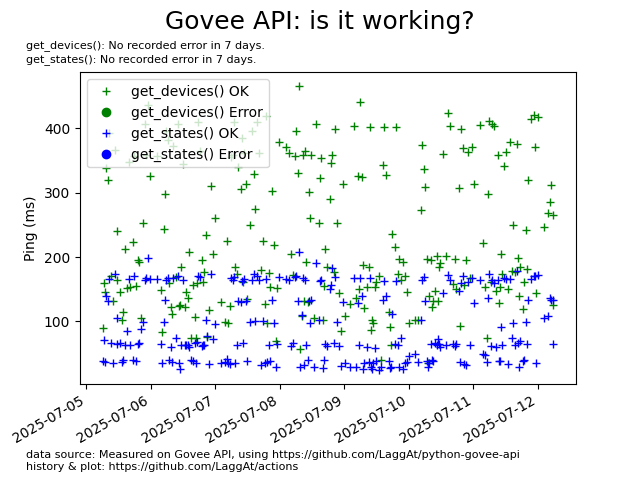 Govee API: is it working?
get_devices(): No recorded error in 7 days.
get_states(): No recorded error in 7 days.
get_devices() OK
get_devices() Error
get_states() OK
get_states() Error
Ping (ms)
400
300
200
100
2025-07-05
2025-07-06
2025-07-07
2025-07-08
2025-07-09
2025-07-10
2025-07-11
2025-07-12
data source: Measured on Govee API, using https://github.com/LaggAt/python-govee-api
history & plot: https://github.com/LaggAt/actions